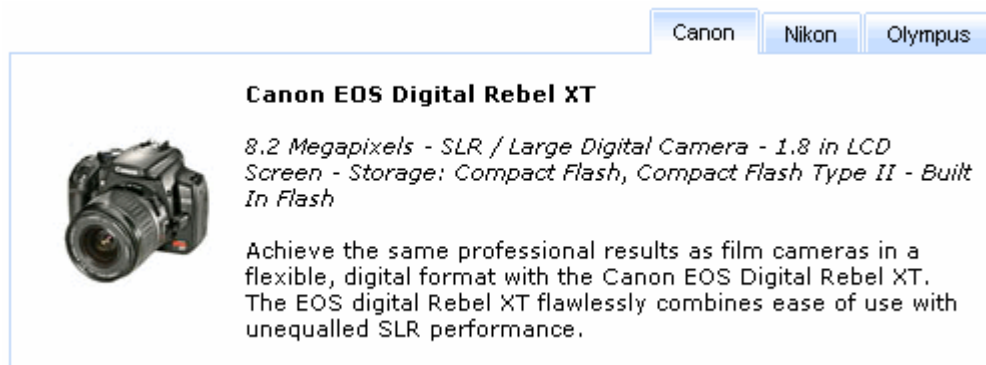 Canon Nikon Olympus
Canon EOS Digital Rebel XT
8.2 Megapixels - SLR / Large Digital Camera - 1.8 in LCD
Screen - Storage: Compact Flash, Compact Flash Type II - Built
In Flash
Achieve the same professional results as film cameras in a
flexible, digital format with the Canon EOS Digital Rebel XT.
The EOS digital Rebel XT flawlessly combines ease of use with
unequalled SLR performance.